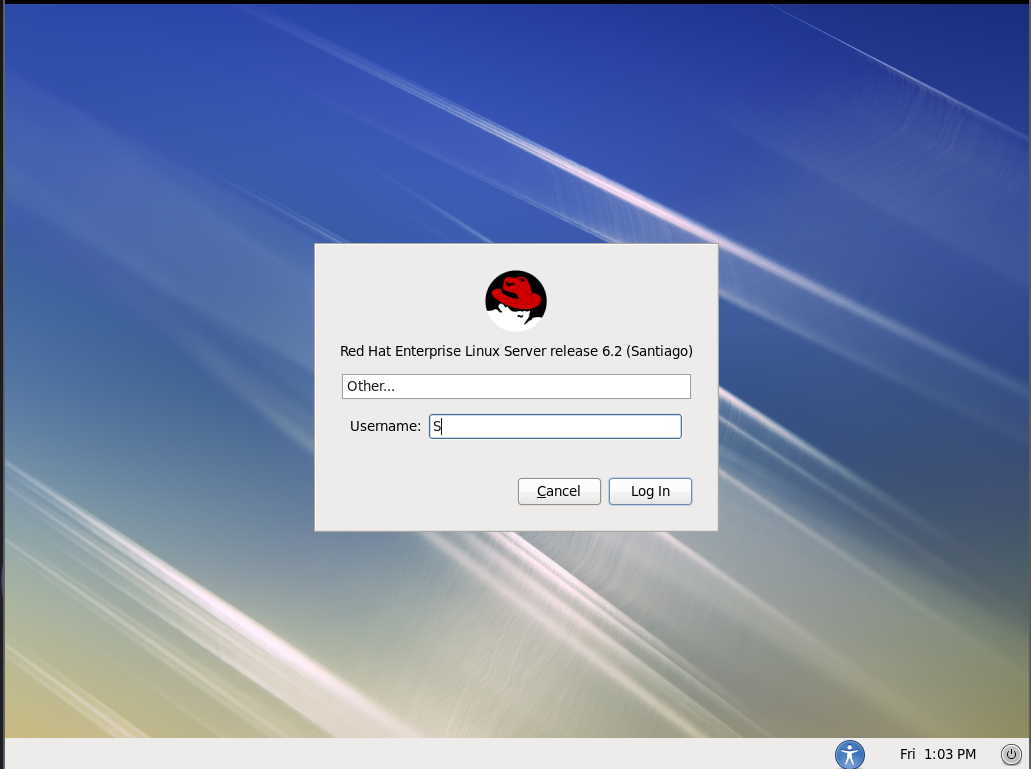 Red Hat Enterprise Linux Server release 6.2 (Santiago)
Other...
Username: S
Cancel Log In
Fri 1:03 PM